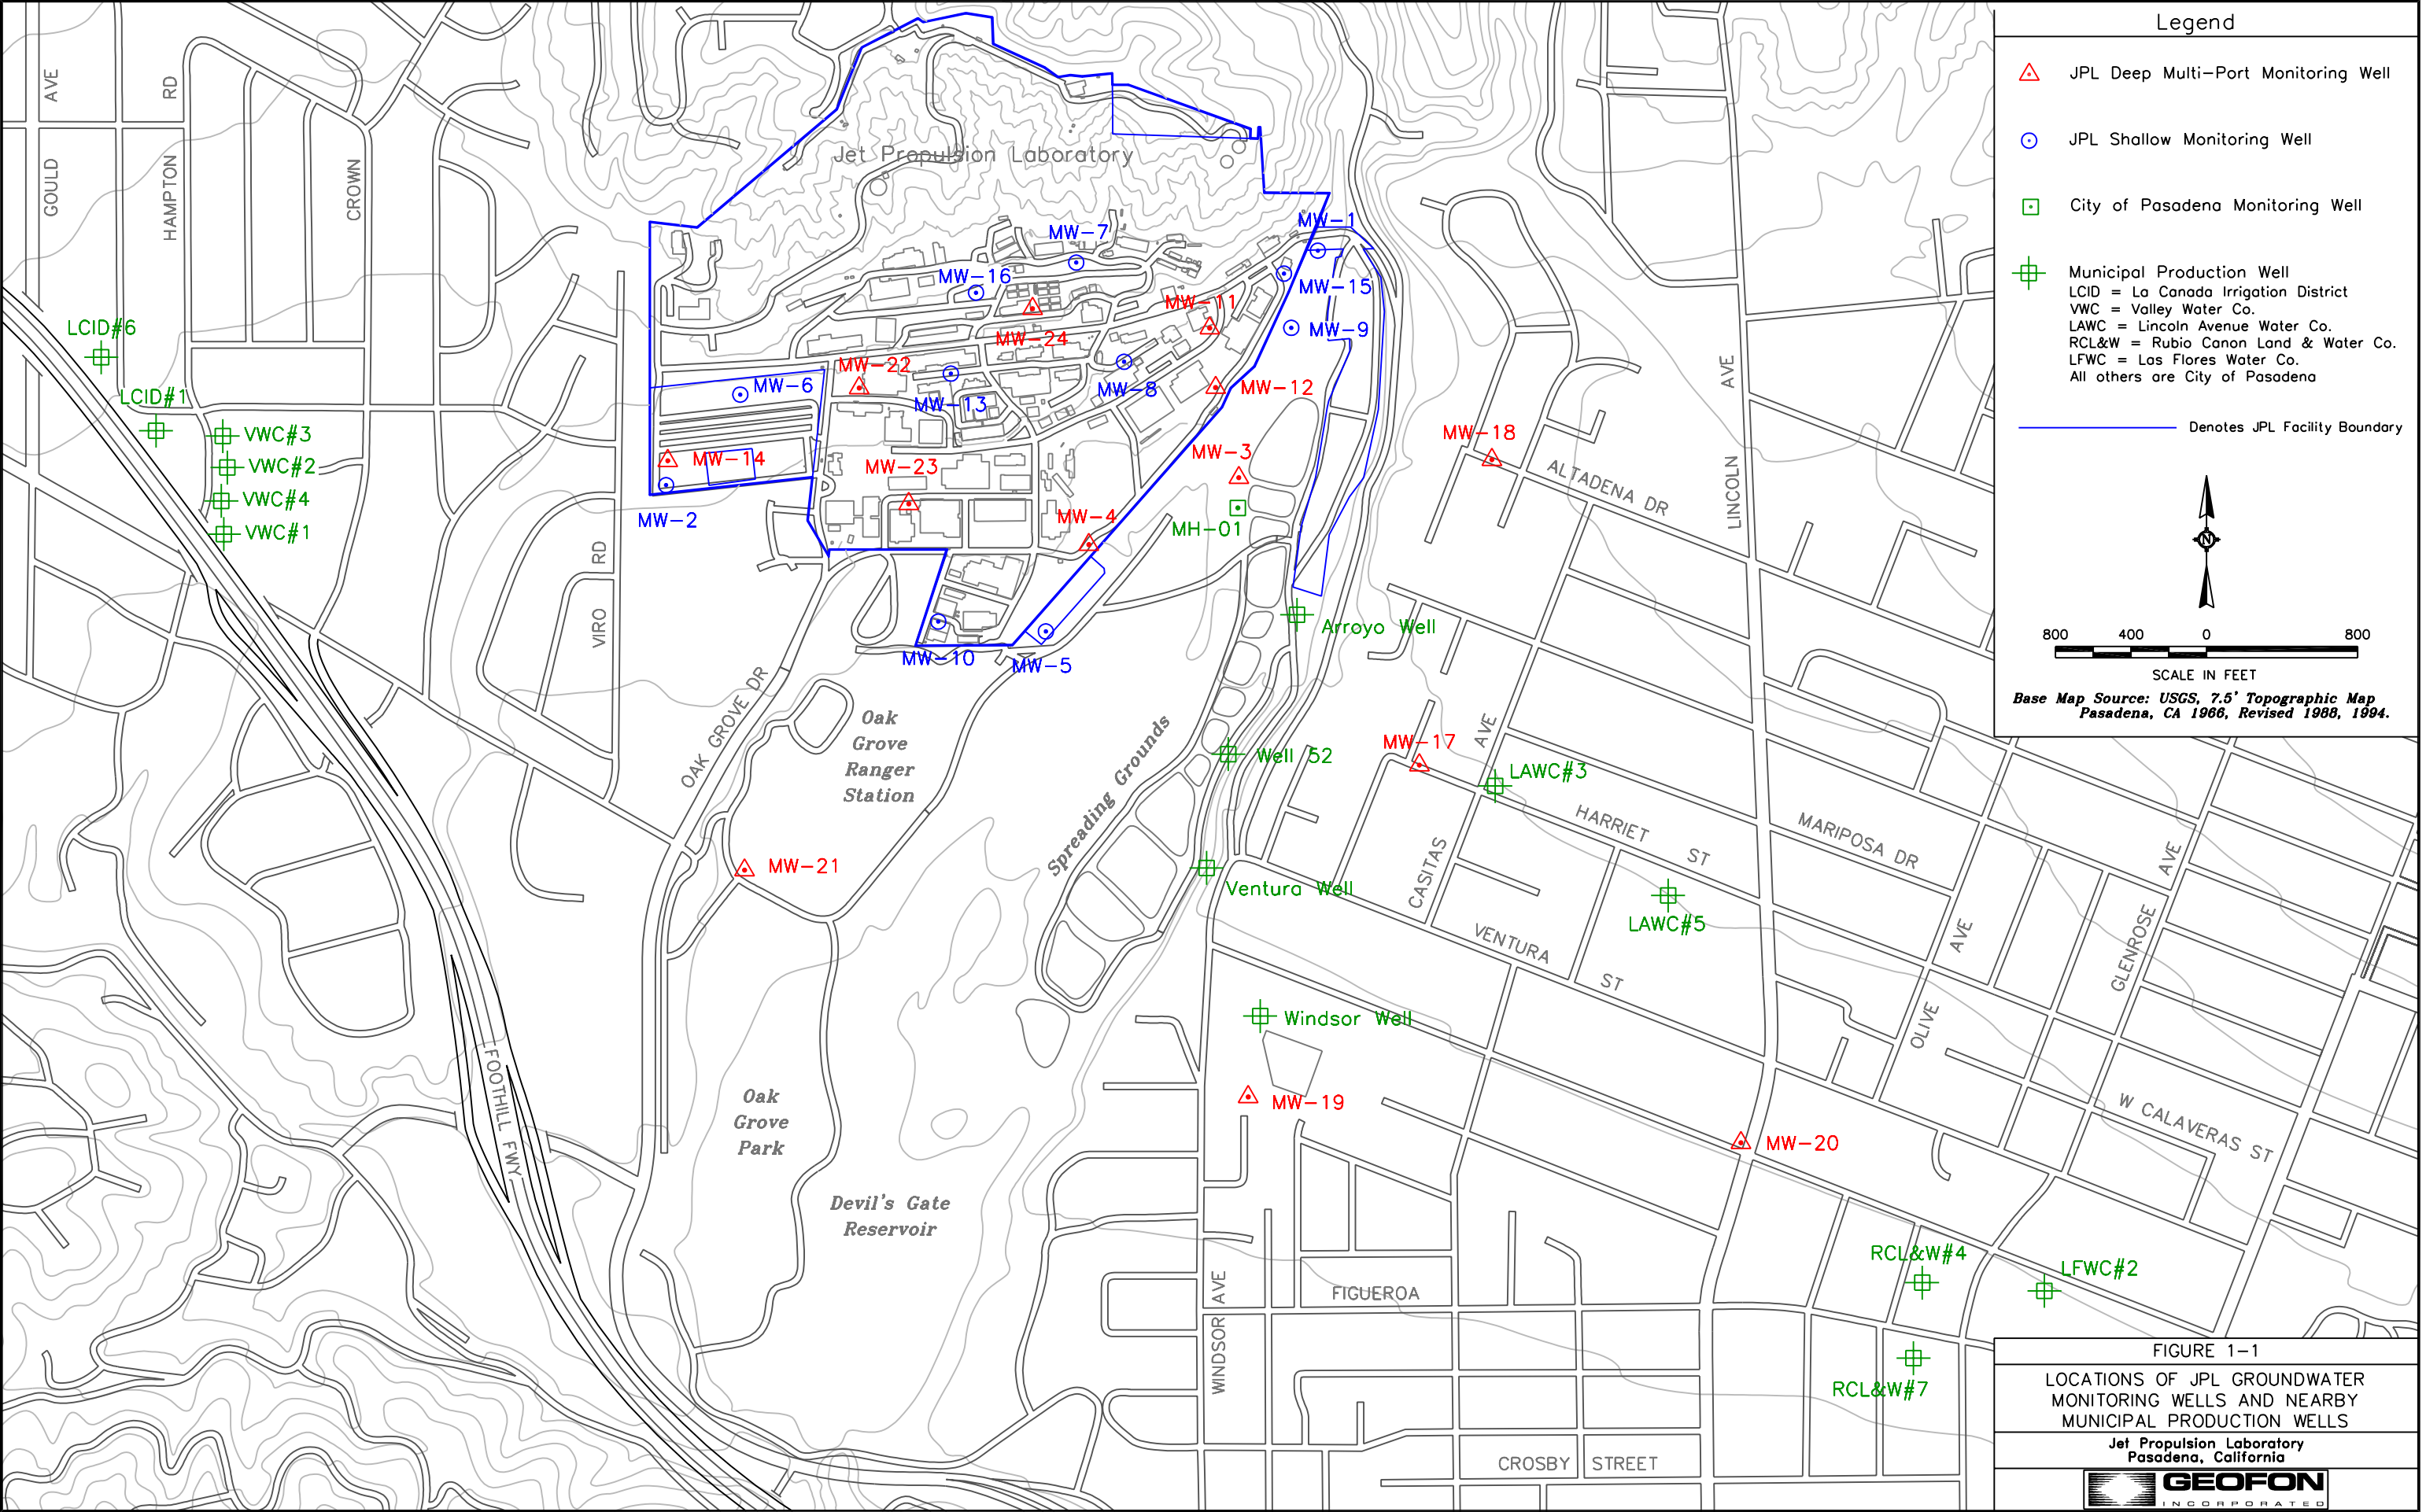 Legend
JPL Deep Multi-Port Monitoring Well
JPL Shallow Monitoring Well
City of Pasadena Monitoring Well
Municipal Production Well
LCID = La Canada Irrigation District
VWC = Valley Water Co.
LAWC = Lincoln Avenue Water Co.
RCL&W = Rubio Canon Land & Water Co.
LFWC = Las Flores Water Co.
All others are City of Pasadena
Denotes JPL Facility Boundary
N
800 400 0 800
SCALE IN FEET
Base Map Source: USGS, 7.5' Topographic Map
Pasadena, CA 1966, Revised 1988, 1994.
GOULD AVE
HAMPTON RD
CROWN
Jet Propulsion Laboratory
MW-1
MW-7
MW-16
MW-15
MW-11
MW-9
MW-24
LCID#6
MW-22
MW-6
MW-12
MW-8
LCID#1
MW-13
VWC#3
MW-18
MW-3
MW-14
VWC#2
MW-23
ALTADENA DR
LINCOLN AVE
VWC#4
MW-4
MW-2
MH-01
VWC#1
VIRO RD
Arroyo Well
MW-10
MW-5
OAK GROVE DR
Oak
Grove
Ranger
Station
Spreading Grounds
MW-17
CASITAS AVE
Well 52
LAWC#3
HARRIET ST
MARIPOSA DR
MW-21
Ventura Well
LAWC#5
VENTURA ST
OLIVE AVE
GLENROSE AVE
Windsor Well
FOOTHILL FWY
Oak
Grove
Park
MW-19
W CALAVERAS ST
MW-20
Devil's Gate
Reservoir
RCL&W#4
LFWC#2
WINDSOR AVE
FIGUEROA
RCL&W#7
CROSBY STREET
FIGURE 1-1
LOCATIONS OF JPL GROUNDWATER
MONITORING WELLS AND NEARBY
MUNICIPAL PRODUCTION WELLS
Jet Propulsion Laboratory
Pasadena, California
GEOFON
INCORPORATED